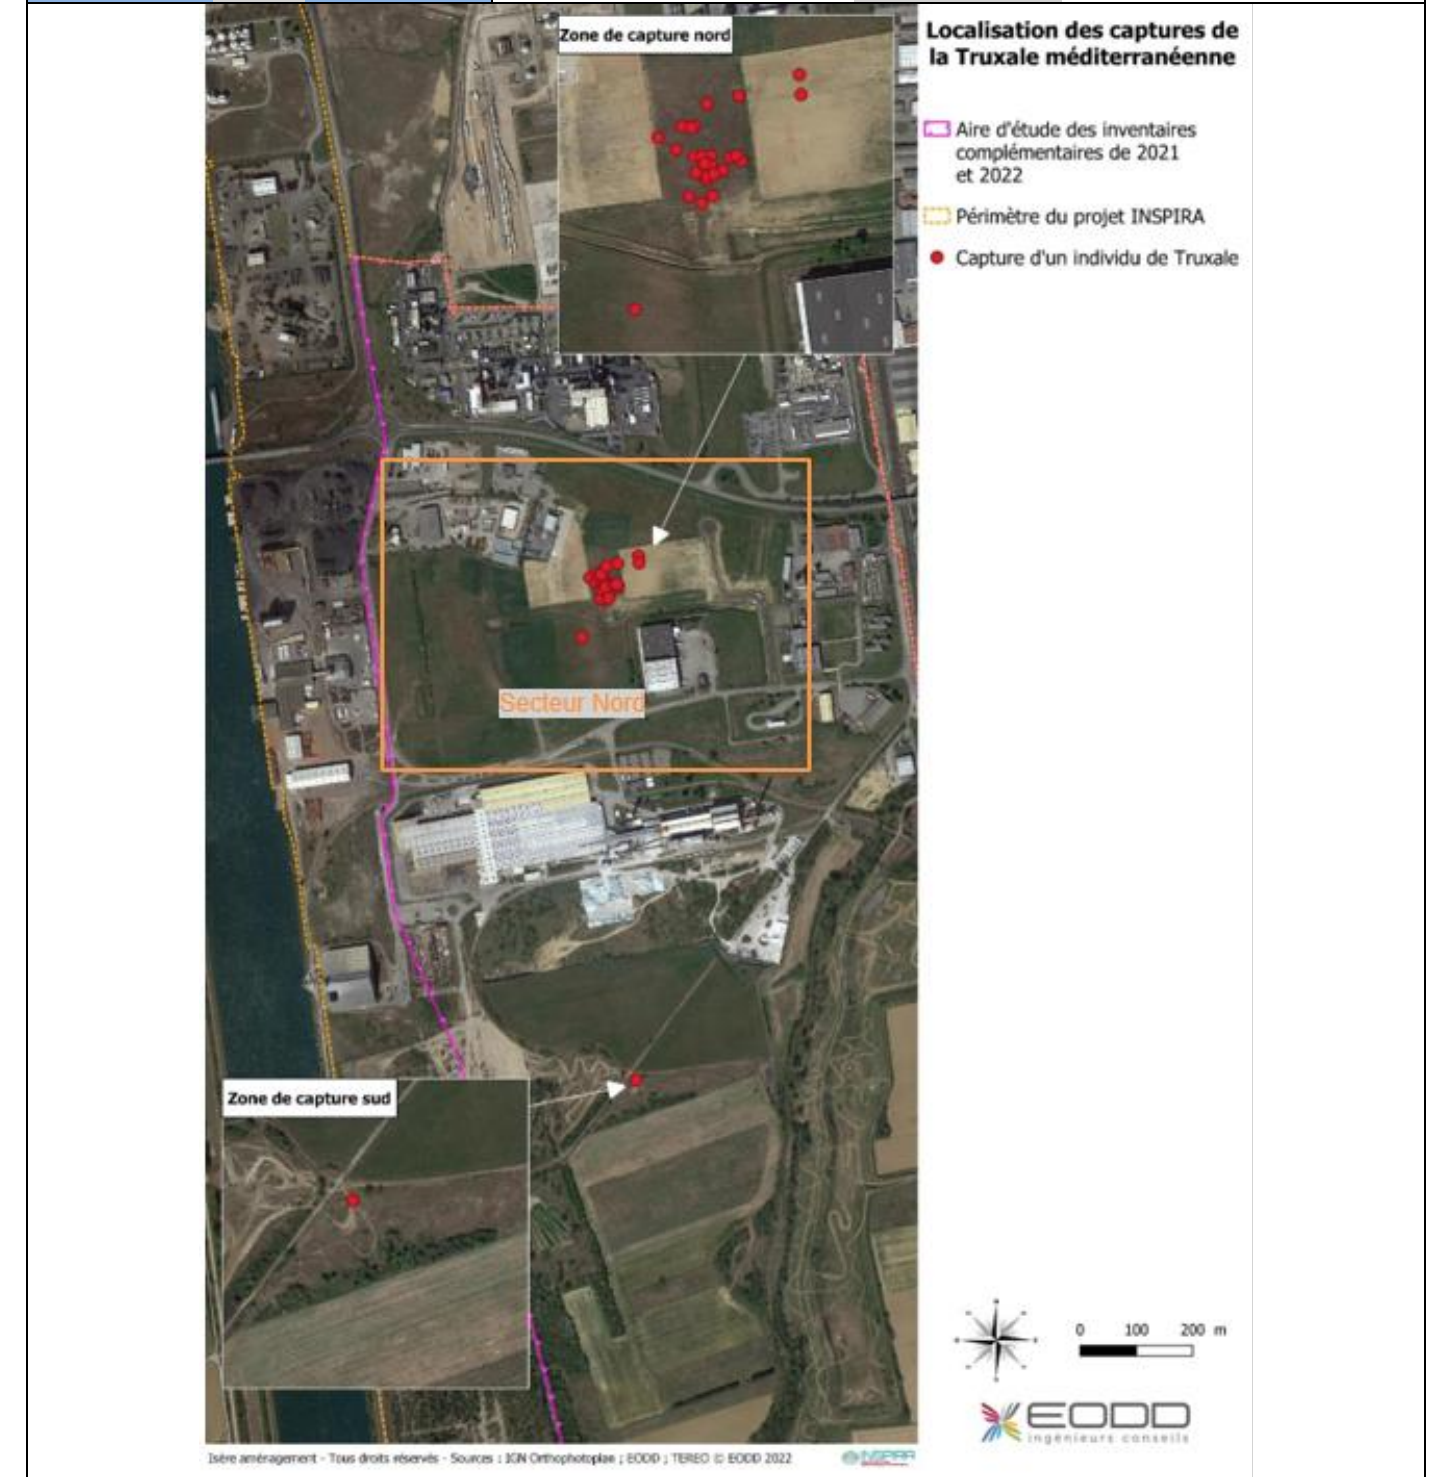 Zone de capture nord
Localisation des captures de
la Truxale méditerranéenne
Aire d'étude des inventaires
complémentaires de 2021
et 2022
Périmètre du projet INSPIRA
Capture d'un individu de Truxale
Secteur Nord
Zone de capture sud
0 100 200 m
EODD
ingénieurs conseils
Isère aménagement - Tous droits réservés - Sources : IGN Orthophotoplan ; EODD ; TEREO © EODD 2022
INSPIRA